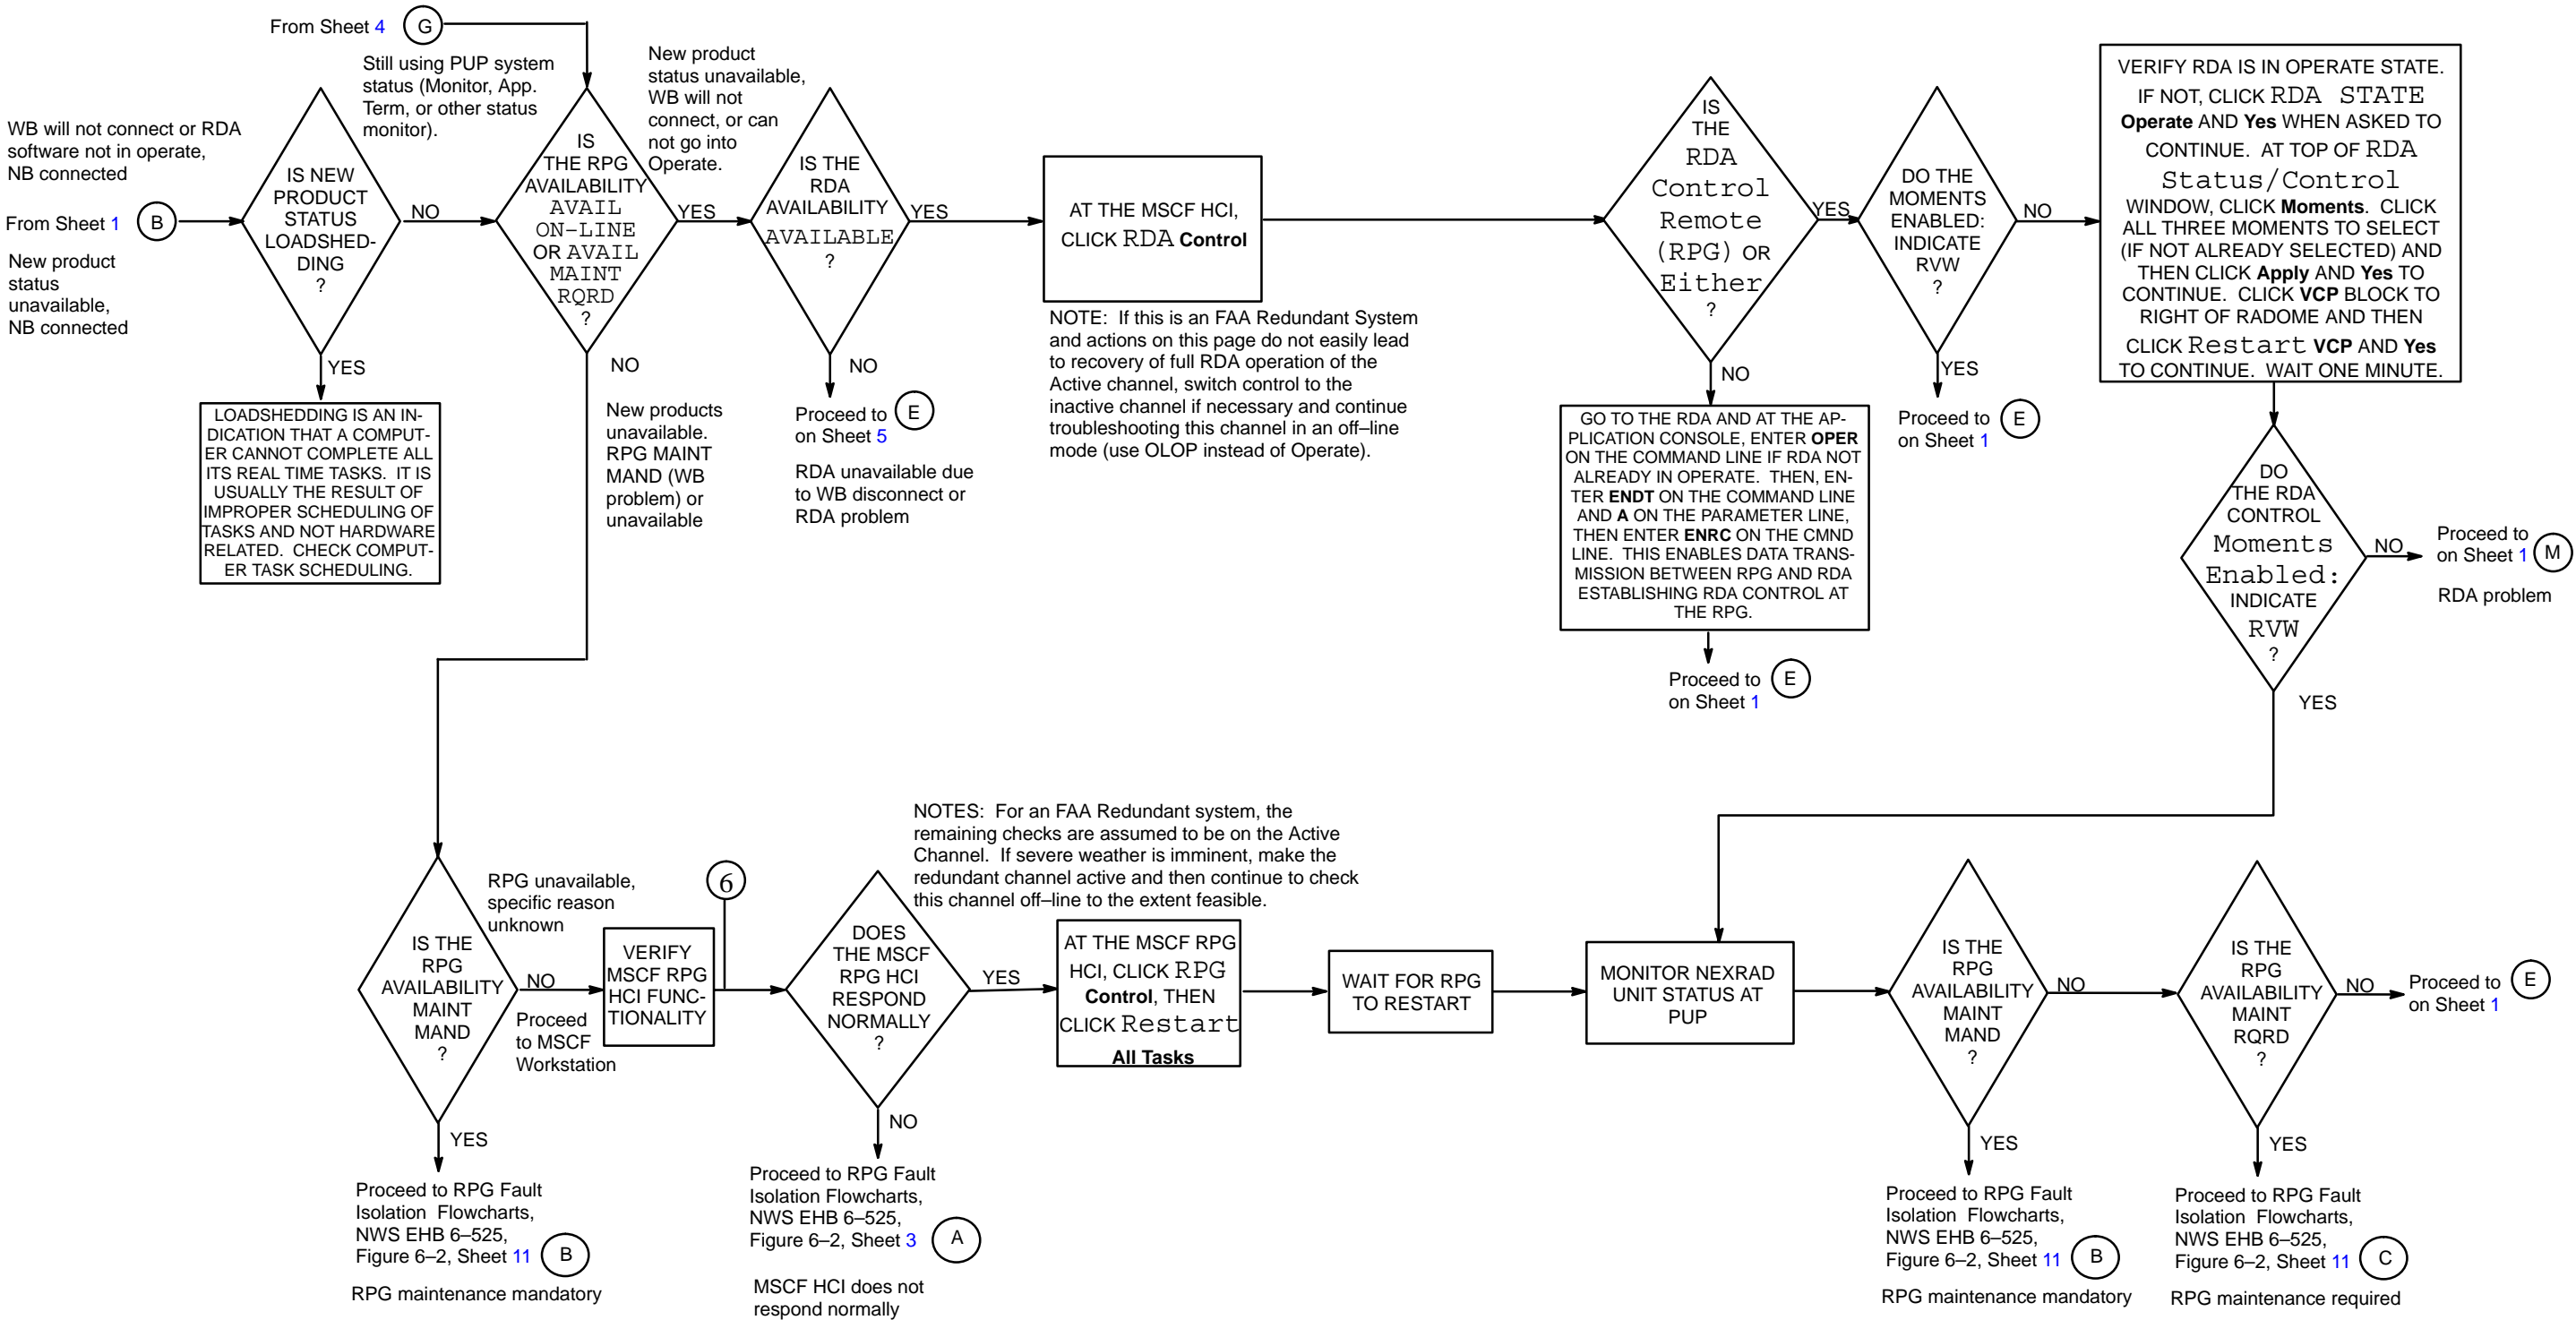 From Sheet 4
G
Still using PUP system
status (Monitor, App.
Term, or other status
monitor).
WB will not connect or RDA
software not in operate,
NB connected
From Sheet 1
B
New product
status
unavailable,
NB connected
IS NEW
PRODUCT
STATUS
LOADSHED-
DING
?
NO
YES
LOADSHEDDING IS AN IN-
DICATION THAT A COMPUT-
ER CANNOT COMPLETE ALL
ITS REAL TIME TASKS. IT IS
USUALLY THE RESULT OF
IMPROPER SCHEDULING OF
TASKS AND NOT HARDWARE
RELATED. CHECK COMPUT-
ER TASK SCHEDULING.
IS
THE RPG
AVAILABILITY
AVAIL
ON-LINE
OR AVAIL
MAINT
RQRD
?
YES
NO
New products
unavailable.
RPG MAINT
MAND (WB
problem) or
unavailable
New product
status unavailable,
WB will not
connect, or can
not go into
Operate.
IS THE
RDA
AVAILABILITY
AVAILABLE
?
YES
NO
Proceed to
on Sheet 5
E
RDA unavailable due
to WB disconnect or
RDA problem
AT THE MSCF HCI,
CLICK RDA Control
NOTE: If this is an FAA Redundant System
and actions on this page do not easily lead
to recovery of full RDA operation of the
Active channel, switch control to the
inactive channel if necessary and continue
troubleshooting this channel in an off–line
mode (use OLOP instead of Operate).
IS
THE
RDA
Control
Remote
(RPG) OR
Either
?
YES
NO
GO TO THE RDA AND AT THE AP-
PLICATION CONSOLE, ENTER OPER
ON THE COMMAND LINE IF RDA NOT
ALREADY IN OPERATE. THEN, EN-
TER ENDT ON THE COMMAND LINE
AND A ON THE PARAMETER LINE,
THEN ENTER ENRC ON THE CMND
LINE. THIS ENABLES DATA TRANS-
MISSION BETWEEN RPG AND RDA
ESTABLISHING RDA CONTROL AT
THE RPG.
Proceed to
on Sheet 1
E
DO THE
MOMENTS
ENABLED:
INDICATE
RVW
?
NO
YES
Proceed to
on Sheet 1
E
VERIFY RDA IS IN OPERATE STATE.
IF NOT, CLICK RDA STATE
Operate AND Yes WHEN ASKED TO
CONTINUE. AT TOP OF RDA
Status/Control
WINDOW, CLICK Moments. CLICK
ALL THREE MOMENTS TO SELECT
(IF NOT ALREADY SELECTED) AND
THEN CLICK Apply AND Yes TO
CONTINUE. CLICK VCP BLOCK TO
RIGHT OF RADOME AND THEN
CLICK Restart VCP AND Yes
TO CONTINUE. WAIT ONE MINUTE.
DO
THE RDA
CONTROL
Moments
Enabled:
INDICATE
RVW
?
NO
Proceed to
on Sheet 1
M
RDA problem
YES
IS THE
RPG
AVAILABILITY
MAINT
MAND
?
RPG unavailable,
specific reason
unknown
NO
Proceed
to MSCF
Workstation
YES
Proceed to RPG Fault
Isolation Flowcharts,
NWS EHB 6–525,
Figure 6–2, Sheet 11
B
RPG maintenance mandatory
VERIFY
MSCF RPG
HCI FUNC-
TIONALITY
6
DOES
THE MSCF
RPG HCI
RESPOND
NORMALLY
?
YES
NO
Proceed to RPG Fault
Isolation Flowcharts,
NWS EHB 6–525,
Figure 6–2, Sheet 3
A
MSCF HCI does not
respond normally
NOTES: For an FAA Redundant system, the
remaining checks are assumed to be on the Active
Channel. If severe weather is imminent, make the
redundant channel active and then continue to check
this channel off–line to the extent feasible.
AT THE MSCF RPG
HCI, CLICK RPG
Control, THEN
CLICK Restart
All Tasks
WAIT FOR RPG
TO RESTART
MONITOR NEXRAD
UNIT STATUS AT
PUP
IS THE
RPG
AVAILABILITY
MAINT
MAND
?
NO
YES
Proceed to RPG Fault
Isolation Flowcharts,
NWS EHB 6–525,
Figure 6–2, Sheet 11
B
RPG maintenance mandatory
IS THE
RPG
AVAILABILITY
MAINT
RQRD
?
NO
Proceed to
on Sheet 1
E
YES
Proceed to RPG Fault
Isolation Flowcharts,
NWS EHB 6–525,
Figure 6–2, Sheet 11
C
RPG maintenance required